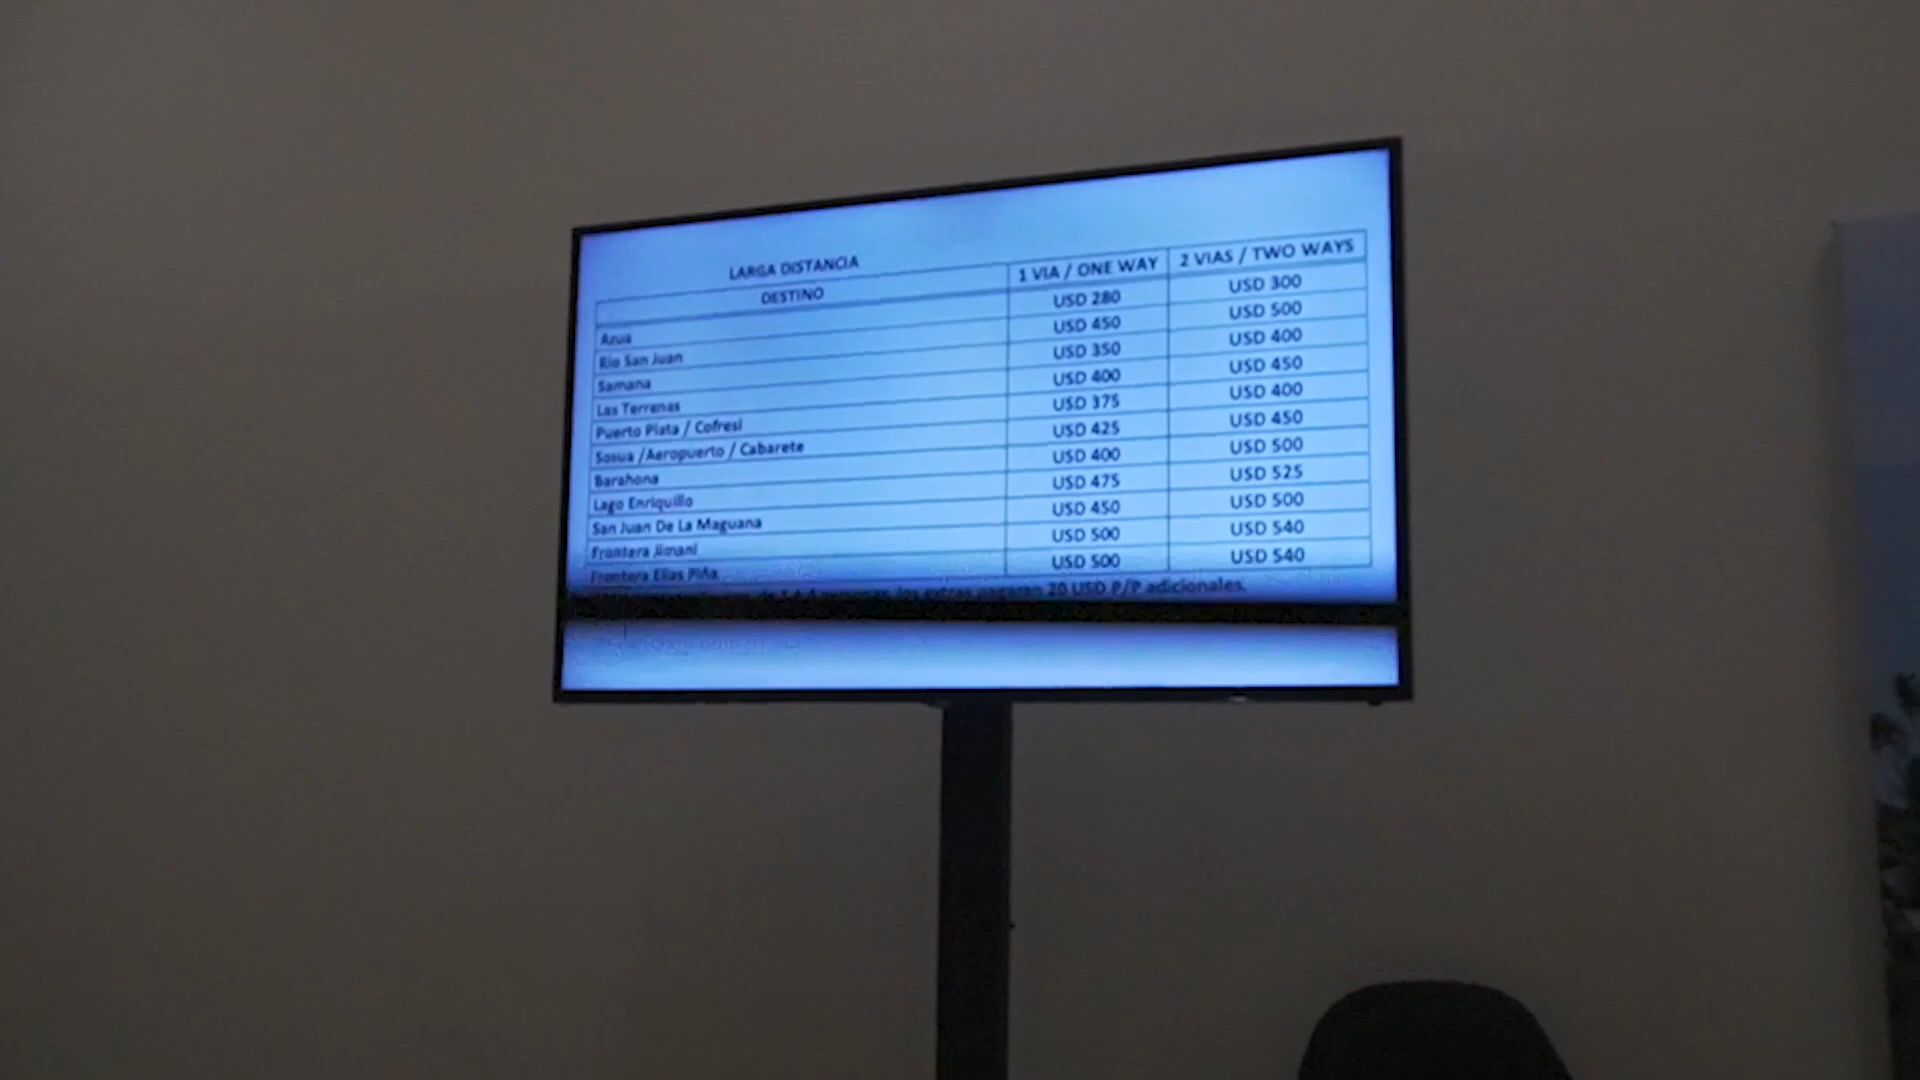 LARGA DISTANCIA
DESTINO 1 VIA / ONE WAY 2 VIAS / TWO WAYS
Azua USD 280 USD 300
Rio San Juan USD 450 USD 500
Samana USD 350 USD 400
Las Terrenas USD 400 USD 450
Puerto Plata / Cofresi USD 375 USD 400
Sosua /Aeropuerto / Cabarete USD 425 USD 450
Barahona USD 400 USD 500
Lago Enriquillo USD 475 USD 525
San Juan De La Maguana USD 450 USD 500
Frontera Jimani USD 500 USD 540
Frontera Elias Piña USD 500 USD 540
los extras pagaran 20 USD P/P adicionales.